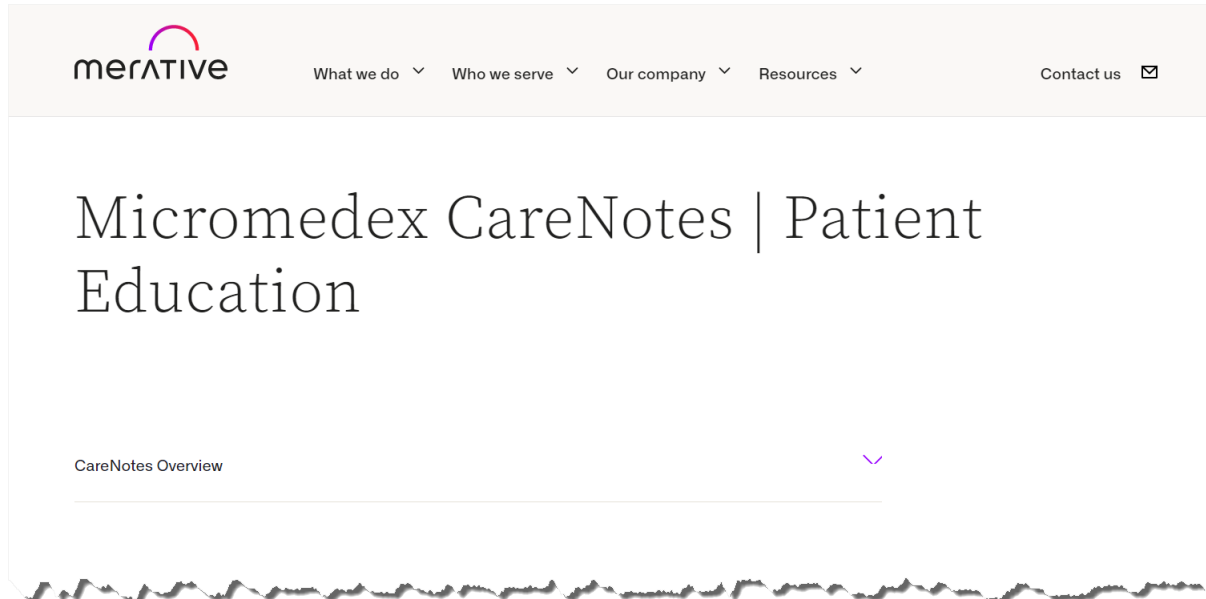 merative
What we do Who we serve Our company Resources Contact us
Micromedex CareNotes | Patient
Education
CareNotes Overview